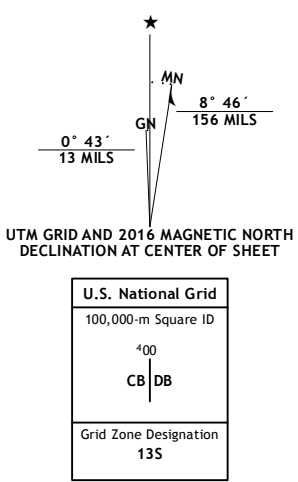 ★
MN
GN
8° 46´
156 MILS
0° 43´
13 MILS
UTM GRID AND 2016 MAGNETIC NORTH
DECLINATION AT CENTER OF SHEET
U.S. National Grid
100,000-m Square ID
⁴00
CB DB
Grid Zone Designation
13S